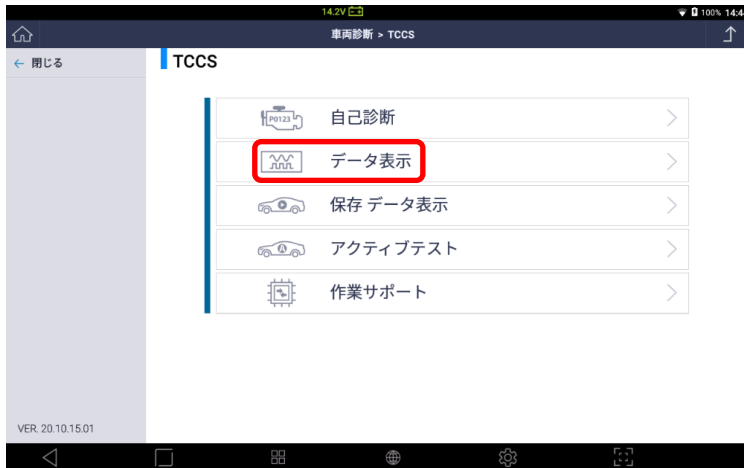 14.2V
100% 14:4
車両診断 > TCCS
← 閉じる
TCCS
P0123
自己診断
データ表示
保存 データ表示
A
アクティブテスト
作業サポート
VER. 20.10.15.01